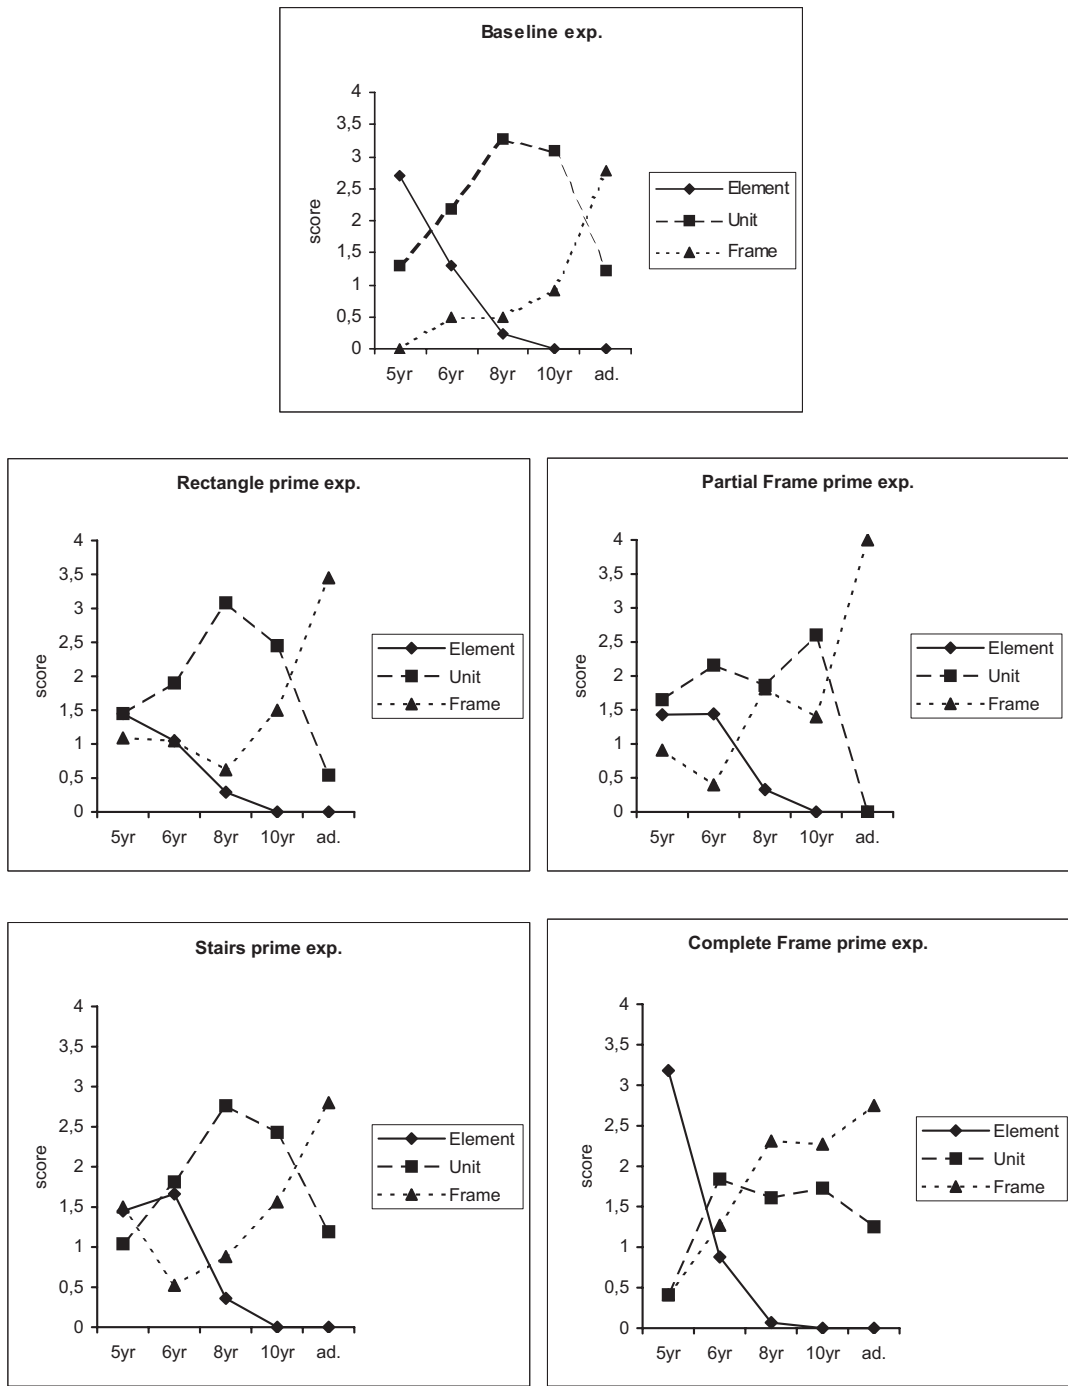 Baseline exp.
4
3,5
3
2,5
2
1,5
1
0,5
0
score
5yr 6yr 8yr 10yr ad.
Element
Unit
Frame
Rectangle prime exp.
4
3,5
3
2,5
2
1,5
1
0,5
0
score
5yr 6yr 8yr 10yr ad.
Element
Unit
Frame
Partial Frame prime exp.
4
3,5
3
2,5
2
1,5
1
0,5
0
score
5yr 6yr 8yr 10yr ad.
Element
Unit
Frame
Stairs prime exp.
4
3,5
3
2,5
2
1,5
1
0,5
0
score
5yr 6yr 8yr 10yr ad.
Element
Unit
Frame
Complete Frame prime exp.
4
3,5
3
2,5
2
1,5
1
0,5
0
score
5yr 6yr 8yr 10yr ad.
Element
Unit
Frame